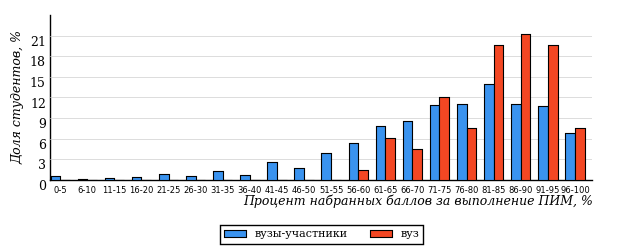 Доля студентов, %
21
18
15
12
9
6
3
0
0-5 6-10 11-15 16-20 21-25 26-30 31-35 36-40 41-45 46-50 51-55 56-60 61-65 66-70 71-75 76-80 81-85 86-90 91-95 96-100
Процент набранных баллов за выполнение ПИМ, %
вузы-участники вуз